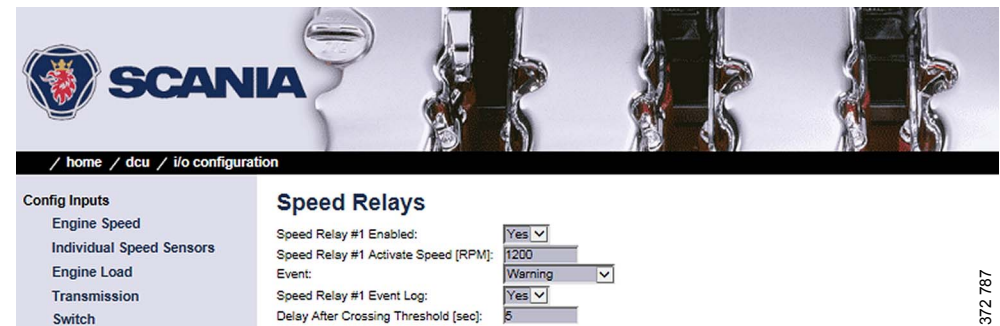 SCANIA
/ home / dcu / i/o configuration
Config Inputs
Engine Speed
Individual Speed Sensors
Engine Load
Transmission
Switch
Speed Relays
Speed Relay #1 Enabled: Yes
Speed Relay #1 Activate Speed [RPM]: 1200
Event: Warning
Speed Relay #1 Event Log: Yes
Delay After Crossing Threshold [sec]: 5
372 787